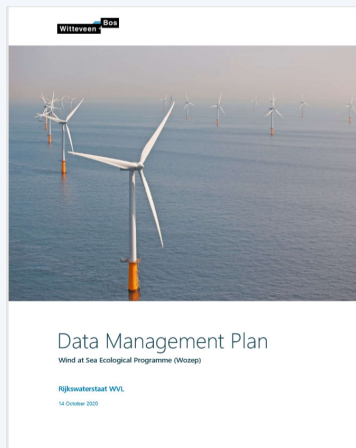 Witteveen + Bos
Data Management Plan
Wind at Sea Ecological Programme (Wozep)
Rijkswaterstaat WVL
14 October 2020